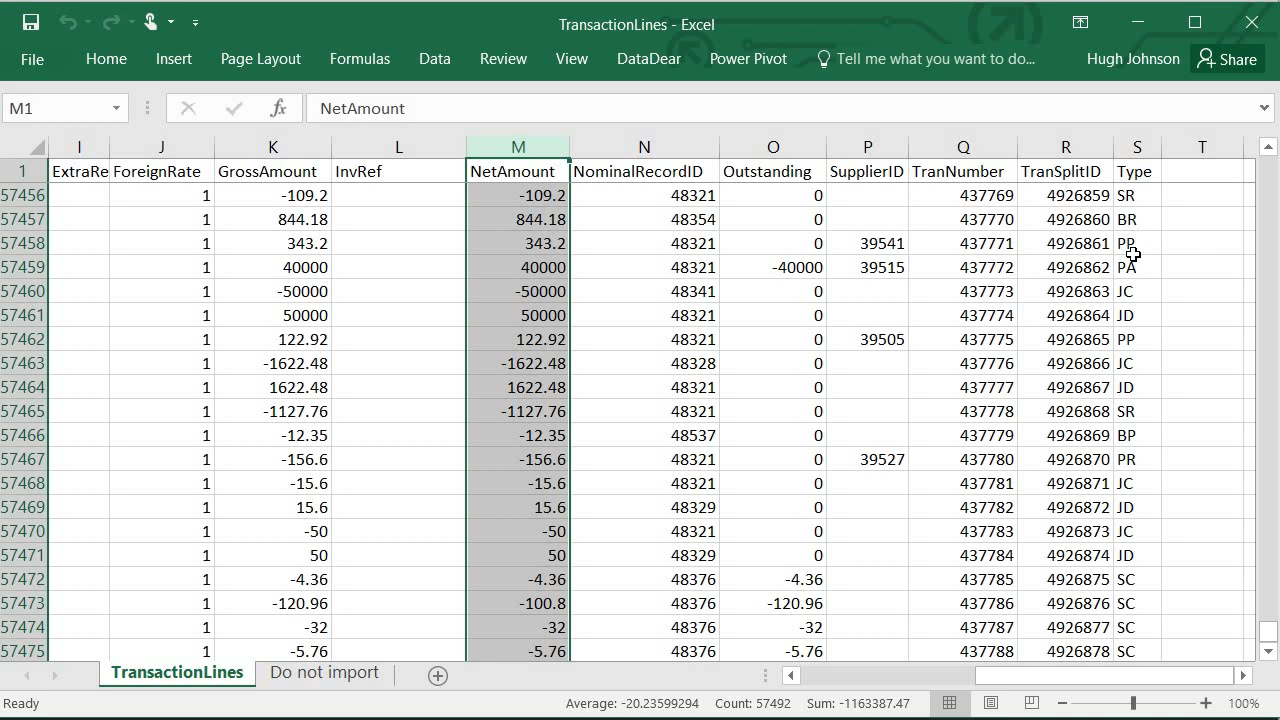 TransactionLines - Excel
File Home Insert Page Layout Formulas Data Review View DataDear Power Pivot Tell me what you want to do... Hugh Johnson Share
M1 fx NetAmount
I J K L M N O P Q R S T
1 ExtraRe ForeignRate GrossAmount InvRef NetAmount NominalRecordID Outstanding SupplierID TranNumber TranSplitID Type
57456 1 -109.2 -109.2 48321 0 437769 4926859 SR
57457 1 844.18 844.18 48354 0 437770 4926860 BR
57458 1 343.2 343.2 48321 0 39541 437771 4926861 PP
57459 1 40000 40000 48321 -40000 39515 437772 4926862 PA
57460 1 -50000 -50000 48341 0 437773 4926863 JC
57461 1 50000 50000 48321 0 437774 4926864 JD
57462 1 122.92 122.92 48321 0 39505 437775 4926865 PP
57463 1 -1622.48 -1622.48 48328 0 437776 4926866 JC
57464 1 1622.48 1622.48 48321 0 437777 4926867 JD
57465 1 -1127.76 -1127.76 48321 0 437778 4926868 SR
57466 1 -12.35 -12.35 48537 0 437779 4926869 BP
57467 1 -156.6 -156.6 48321 0 39527 437780 4926870 PR
57468 1 -15.6 -15.6 48321 0 437781 4926871 JC
57469 1 15.6 15.6 48329 0 437782 4926872 JD
57470 1 -50 -50 48321 0 437783 4926873 JC
57471 1 50 50 48329 0 437784 4926874 JD
57472 1 -4.36 -4.36 48376 -4.36 437785 4926875 SC
57473 1 -120.96 -100.8 48376 -120.96 437786 4926876 SC
57474 1 -32 -32 48376 -32 437787 4926877 SC
57475 1 -5.76 -5.76 48376 -5.76 437788 4926878 SC
TransactionLines Do not import
Ready Average: -20.23599294 Count: 57492 Sum: -1163387.47 100%